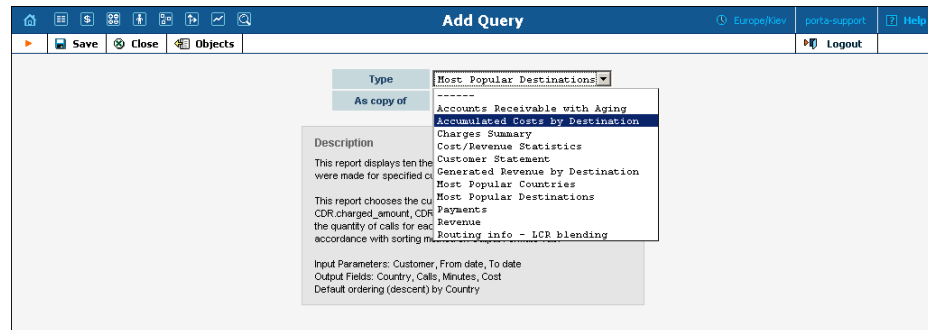 Add Query
Europe/Kiev
porta-support
Help
Save
Close
Objects
Logout
Type
Most Popular Destinations
As copy of
------
Accounts Receivable with Aging
Accumulated Costs by Destination
Charges Summary
Cost/Revenue Statistics
Customer Statement
Generated Revenue by Destination
Most Popular Countries
Most Popular Destinations
Payments
Revenue
Routing info - LCR blending
Description
This report displays ten the
were made for specified
This report chooses the
CDR.charged_amount, CDR
the quantity of calls for
accordance with sorting
Input Parameters: Customer, From date, To date
Output Fields: Country, Calls, Minutes, Cost
Default ordering (descent) by Country